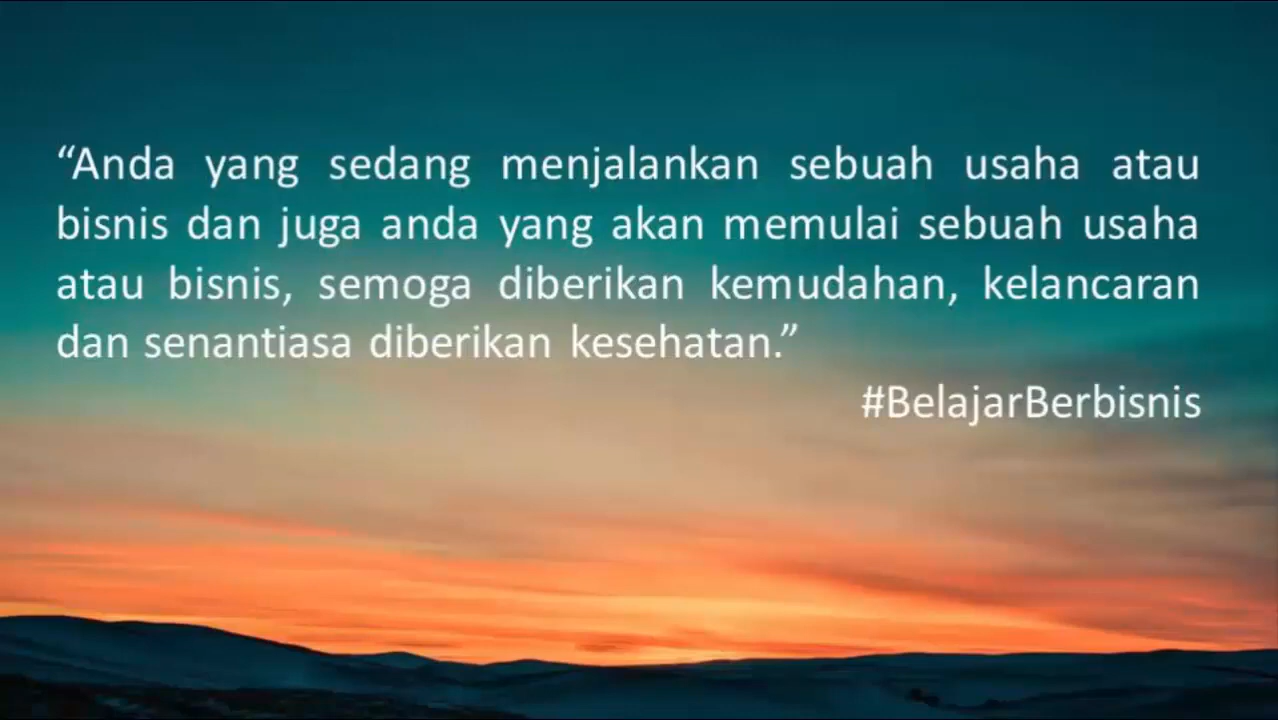 “Anda yang sedang menjalankan sebuah usaha atau
bisnis dan juga anda yang akan memulai sebuah usaha
atau bisnis, semoga diberikan kemudahan, kelancaran
dan senantiasa diberikan kesehatan.”
#BelajarBerbisnis